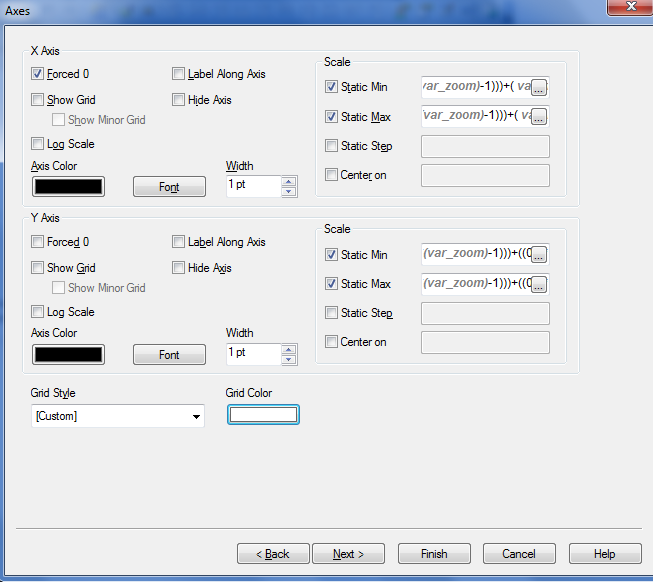 Axes
X Axis
Forced 0
Label Along Axis
Show Grid
Hide Axis
Show Minor Grid
Log Scale
Axis Color
Font
Width
1 pt
Scale
Static Min
var_zoom)-1)))+( va
...
Static Max
var_zoom)-1)))+( va
...
Static Step
Center on
Y Axis
Forced 0
Label Along Axis
Show Grid
Hide Axis
Show Minor Grid
Log Scale
Axis Color
Font
Width
1 pt
Scale
Static Min
(var_zoom)-1)))+((0
...
Static Max
(var_zoom)-1)))+((0
...
Static Step
Center on
Grid Style
[Custom]
Grid Color
< Back
Next >
Finish
Cancel
Help